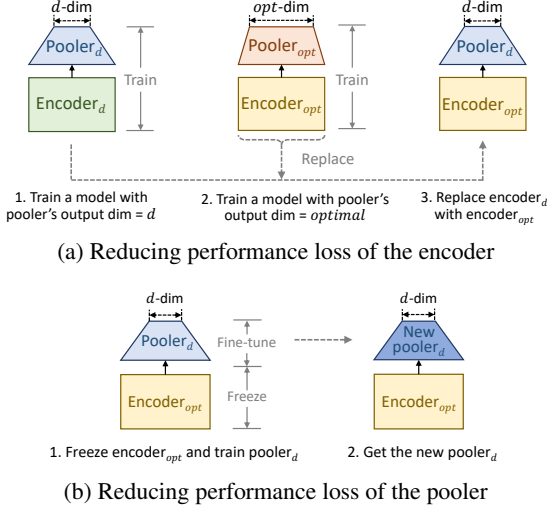 d-dim
opt-dim
d-dim
Pooler_d
Pooler_opt
Pooler_d
Train
Train
Encoder_d
Encoder_opt
Encoder_opt
Replace
1. Train a model with pooler's output dim = d
2. Train a model with pooler's output dim = optimal
3. Replace encoder_d with encoder_opt
(a) Reducing performance loss of the encoder
d-dim
d-dim
Pooler_d
Fine-tune
New pooler_d
Encoder_opt
Freeze
Encoder_opt
1. Freeze encoder_opt and train pooler_d
2. Get the new pooler_d
(b) Reducing performance loss of the pooler